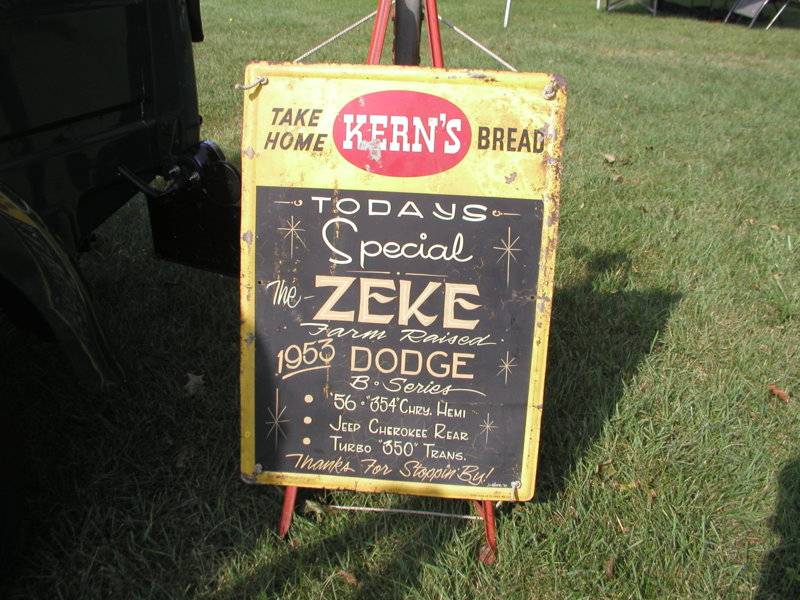 TAKE HOME KERN'S BREAD
TODAYS
Special
The ZEKE
Farm Raised
1953 DODGE
B-Series
'56 - "354" CHRY. HEMI
JEEP CHEROKEE REAR
TURBO "350" TRANS.
Thanks For Stoppin' By!